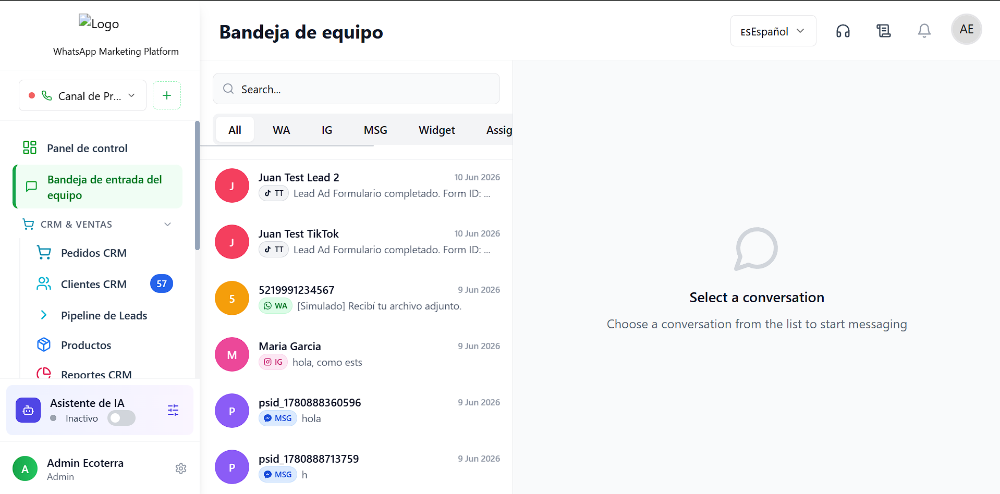 Logo
WhatsApp Marketing Platform
Canal de Pr...
Panel de control
Bandeja de entrada del
equipo
CRM & VENTAS
Pedidos CRM
Clientes CRM 57
Pipeline de Leads
Productos
Reportes CRM
Asistente de IA
Inactivo
A
Admin Ecoterra
Admin
Bandeja de equipo
ESEspañol
AE
Search...
All WA IG MSG Widget Assig
J
Juan Test Lead 2 10 Jun 2026
TT Lead Ad Formulario completado. Form ID: ...
J
Juan Test TikTok 10 Jun 2026
TT Lead Ad Formulario completado. Form ID: ...
5
5219991234567 9 Jun 2026
WA [Simulado] Recibí tu archivo adjunto.
M
Maria Garcia 9 Jun 2026
IG hola, como ests
P
psid_1780888360596 9 Jun 2026
MSG hola
P
psid_1780888713759 9 Jun 2026
MSG h
Select a conversation
Choose a conversation from the list to start messaging